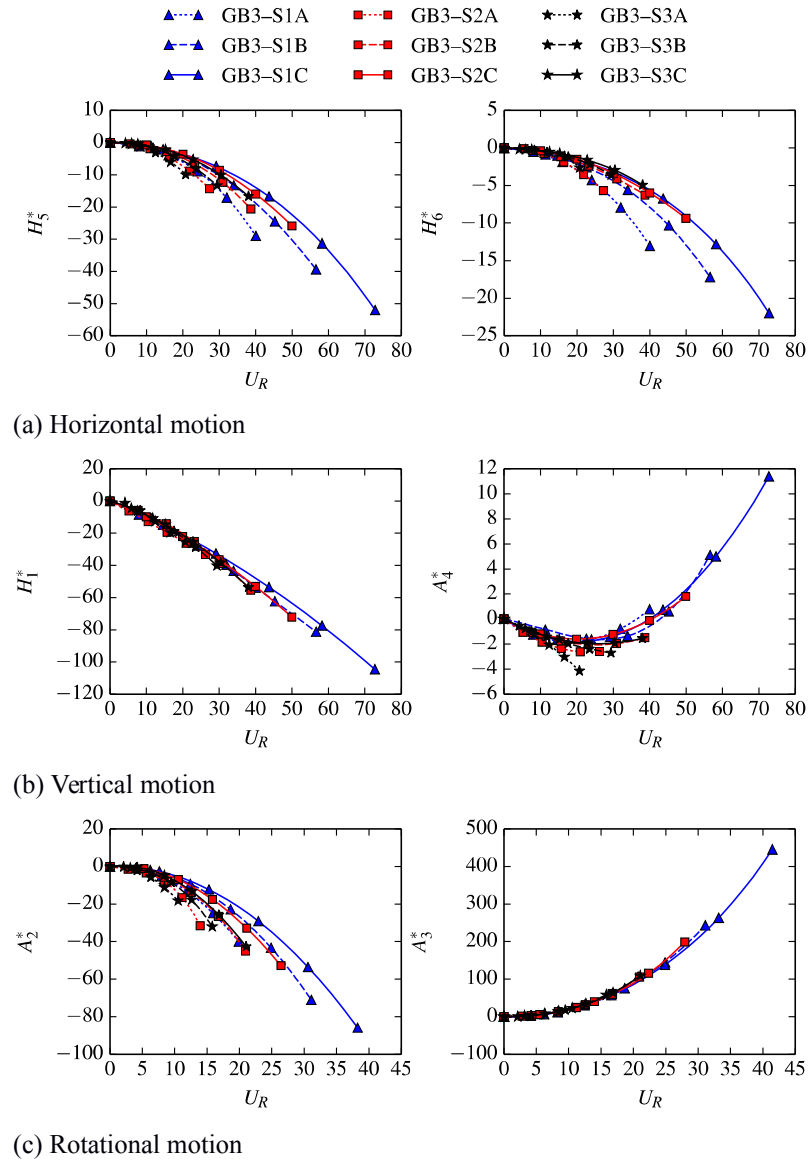 GB3–S1A GB3–S2A GB3–S3A
GB3–S1B GB3–S2B GB3–S3B
GB3–S1C GB3–S2C GB3–S3C
10
0
−10
−20
−30
−40
−50
−60
H5*
0 10 20 30 40 50 60 70 80
UR
5
0
−5
−10
−15
−20
−25
H6*
0 10 20 30 40 50 60 70 80
UR
(a) Horizontal motion
20
0
−20
−40
−60
−80
−100
−120
H1*
0 10 20 30 40 50 60 70 80
UR
12
10
8
6
4
2
0
−2
−4
−6
A4*
0 10 20 30 40 50 60 70 80
UR
(b) Vertical motion
20
0
−20
−40
−60
−80
−100
A2*
0 5 10 15 20 25 30 35 40 45
UR
500
400
300
200
100
0
−100
A3*
0 5 10 15 20 25 30 35 40 45
UR
(c) Rotational motion